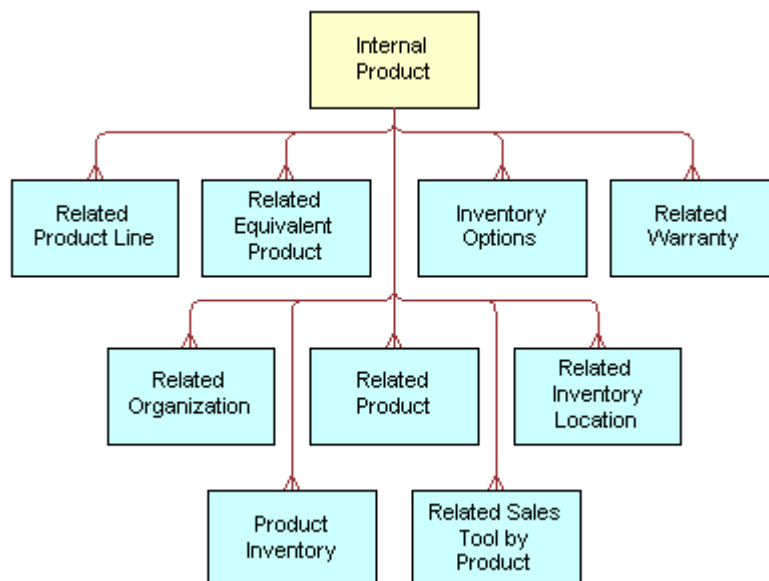 Internal
Product
Related
Product Line
Related
Equivalent
Product
Inventory
Options
Related
Warranty
Related
Organization
Related
Product
Related
Inventory
Location
Product
Inventory
Related Sales
Tool by
Product